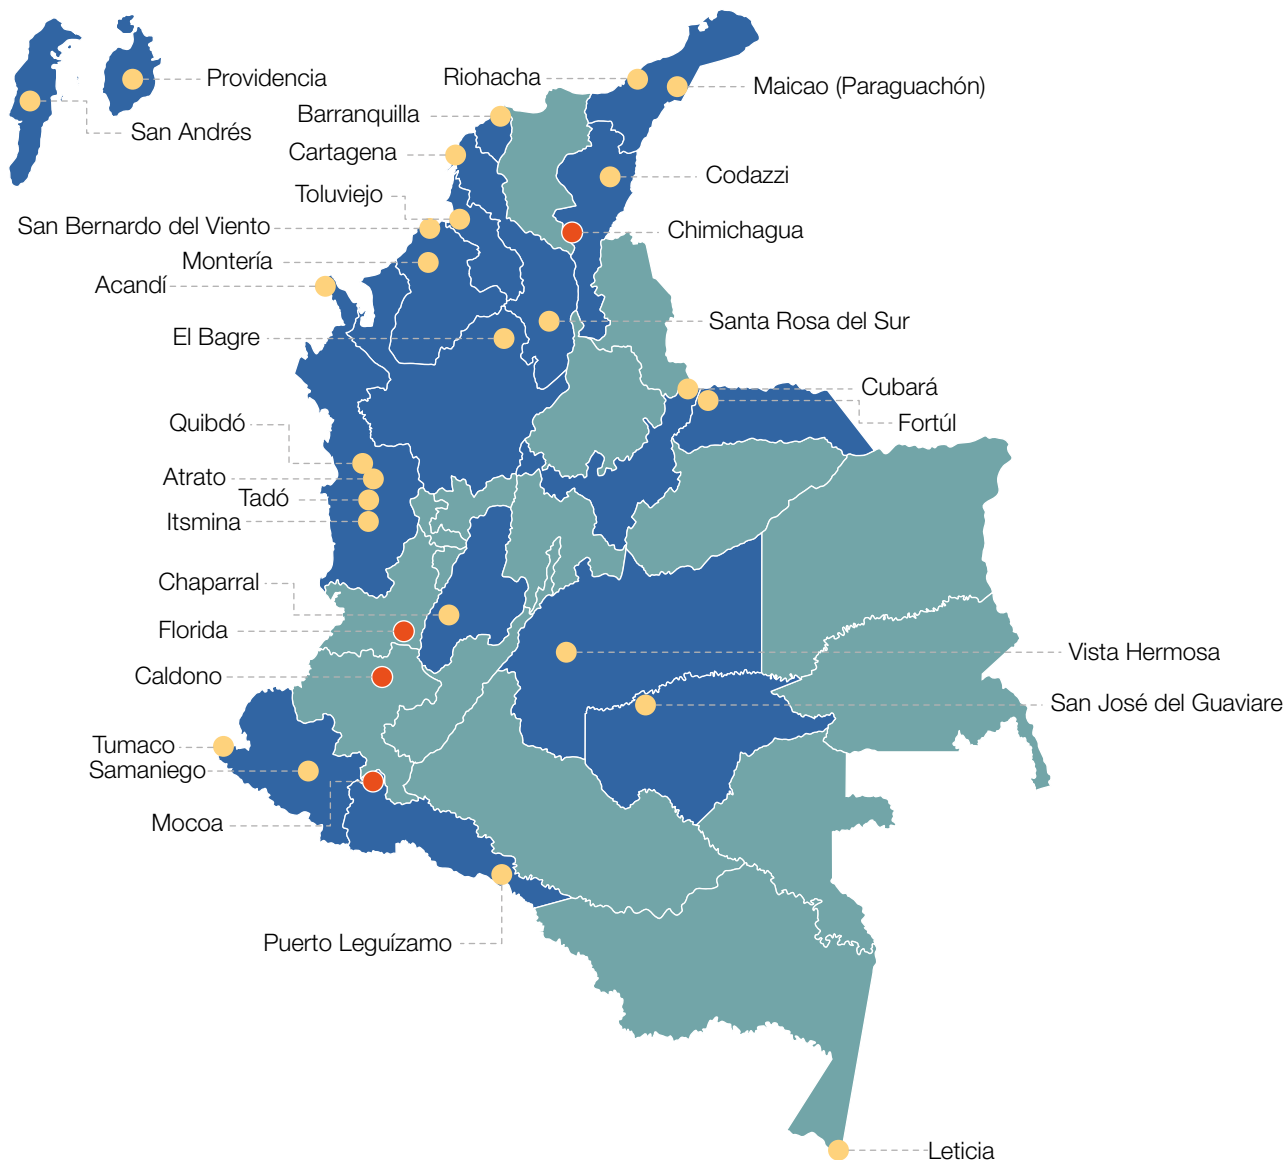 Providencia
San Andrés
Riohacha
Maicao (Paraguachón)
Barranquilla
Cartagena
Codazzi
Toluviejo
San Bernardo del Viento
Chimichagua
Montería
Acandí
El Bagre
Santa Rosa del Sur
Cubará
Fortúl
Quibdó
Atrato
Tadó
Itsmina
Chaparral
Florida
Vista Hermosa
Caldono
San José del Guaviare
Tumaco
Samaniego
Mocoa
Puerto Leguízamo
Leticia